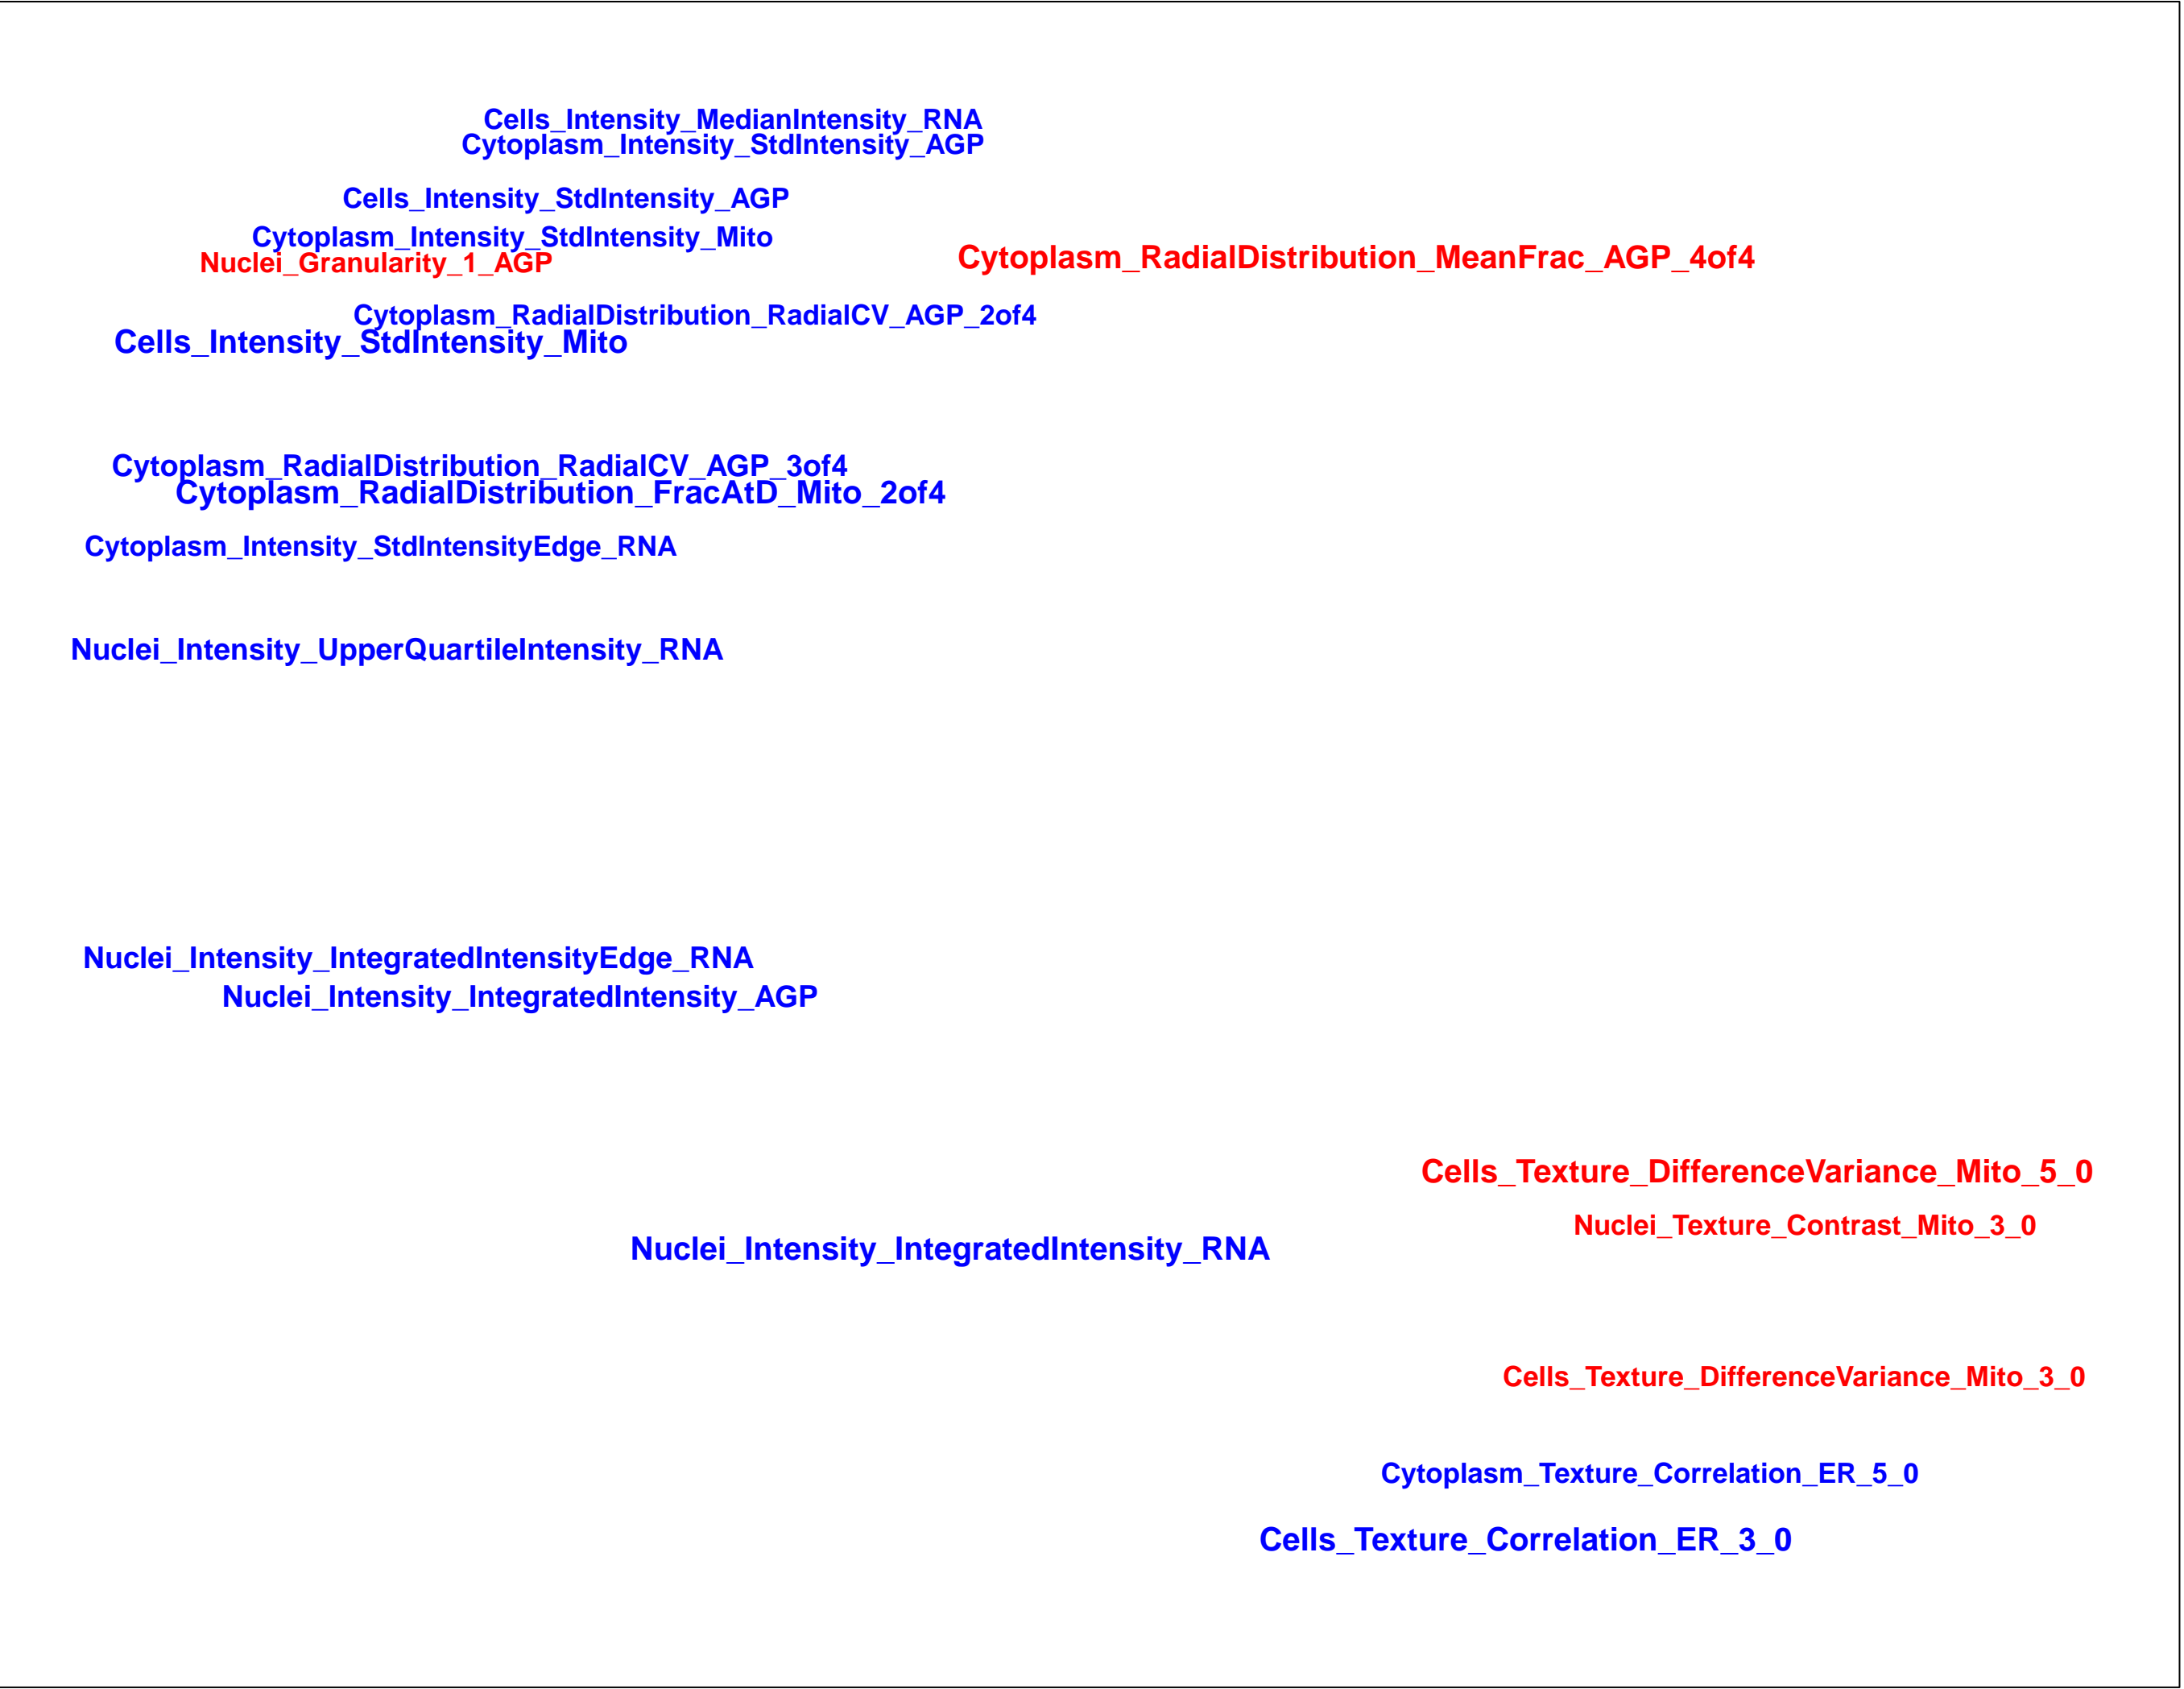 Cells_Intensity_MedianIntensity_RNA
Cytoplasm_Intensity_StdIntensity_AGP
Cells_Intensity_StdIntensity_AGP
Cytoplasm_Intensity_StdIntensity_Mito
Nuclei_Granularity_1_AGP
Cytoplasm_RadialDistribution_MeanFrac_AGP_4of4
Cytoplasm_RadialDistribution_RadialCV_AGP_2of4
Cells_Intensity_StdIntensity_Mito
Cytoplasm_RadialDistribution_RadialCV_AGP_3of4
Cytoplasm_RadialDistribution_FracAtD_Mito_2of4
Cytoplasm_Intensity_StdIntensityEdge_RNA
Nuclei_Intensity_UpperQuartileIntensity_RNA
Nuclei_Intensity_IntegratedIntensityEdge_RNA
Nuclei_Intensity_IntegratedIntensity_AGP
Cells_Texture_DifferenceVariance_Mito_5_0
Nuclei_Texture_Contrast_Mito_3_0
Nuclei_Intensity_IntegratedIntensity_RNA
Cells_Texture_DifferenceVariance_Mito_3_0
Cytoplasm_Texture_Correlation_ER_5_0
Cells_Texture_Correlation_ER_3_0